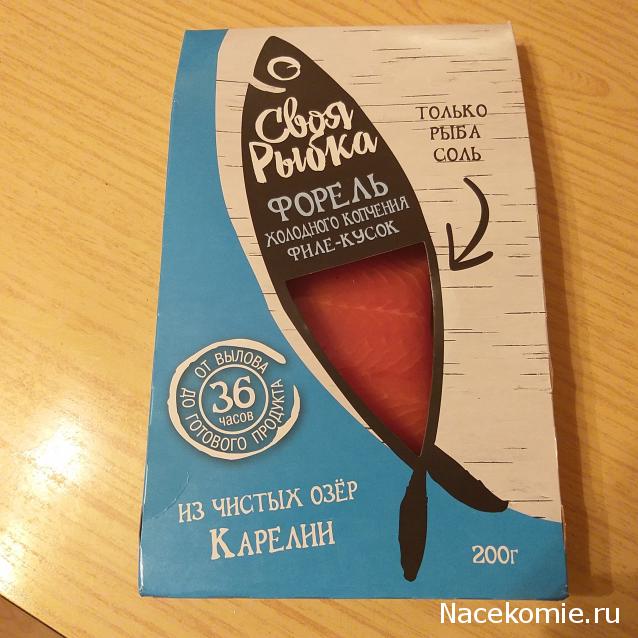 Своя
Рыбка
ФОРЕЛЬ
ХОЛОДНОГО КОПЧЕНИЯ
ФИЛЕ-КУСОК
ТОЛЬКО
РЫБА
СОЛЬ
ОТ ВЫЛОВА
36
часов
ДО ГОТОВОГО ПРОДУКТА
ИЗ ЧИСТЫХ ОЗЁР
КАРЕЛИИ
200г
Nacekomie.ru